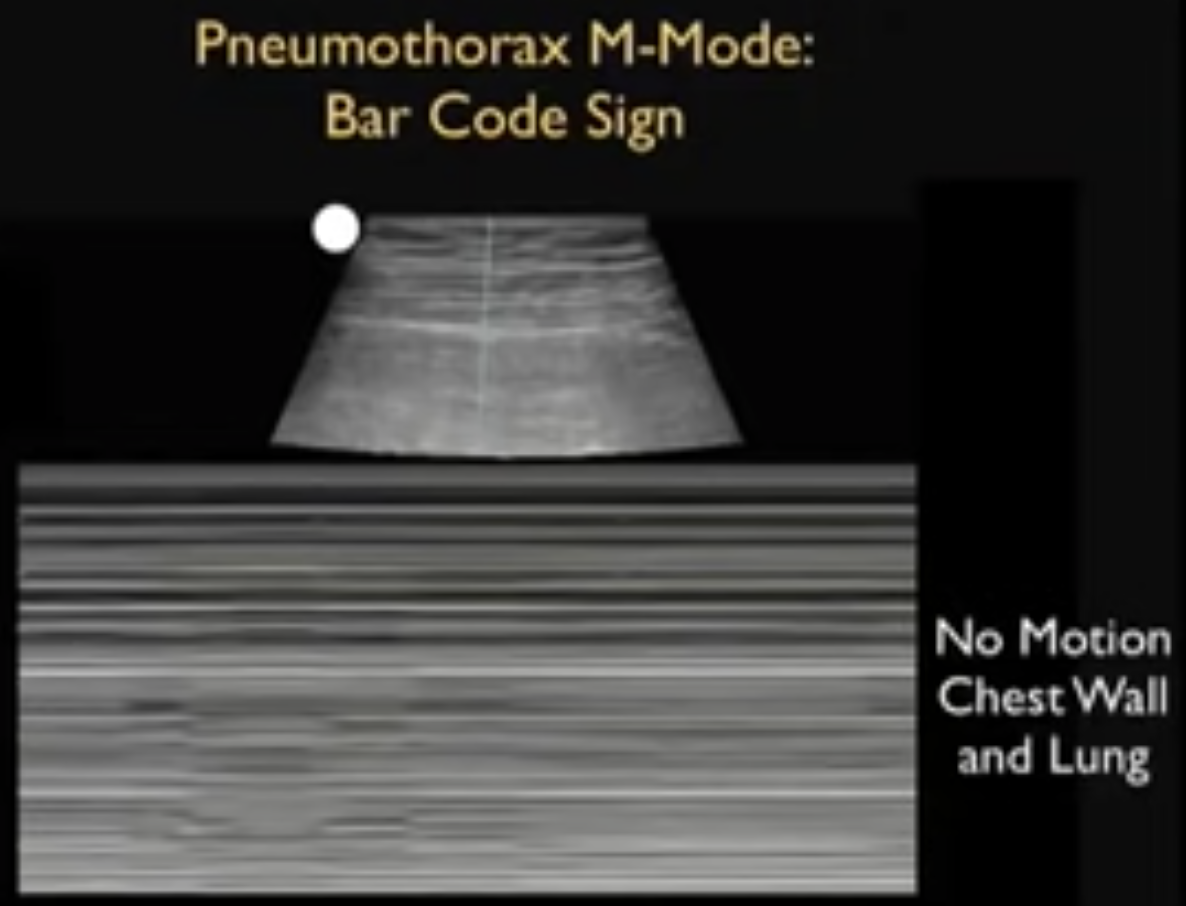 Pneumothorax M-Mode:
Bar Code Sign
No Motion
Chest Wall
and Lung